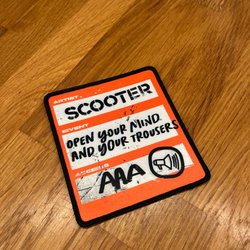 ARTIST
SCOOTER
EVENT
OPEN YOUR MIND
AND YOUR TROUSERS
ACCESS
AAA